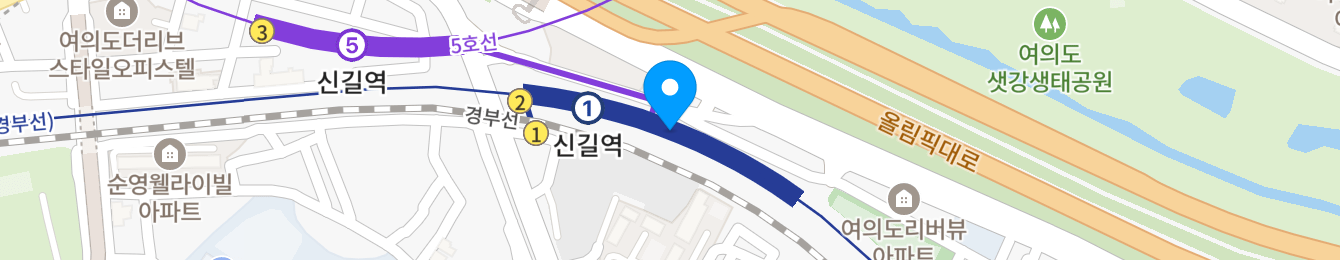 3
여의도더리브
스타일오피스텔
5
5호선
신길역
경부선)
2
1
경부선
1
신길역
여의도
샛강생태공원
올림픽대로
순영웰라이빌
아파트
여의도리버뷰
아파트